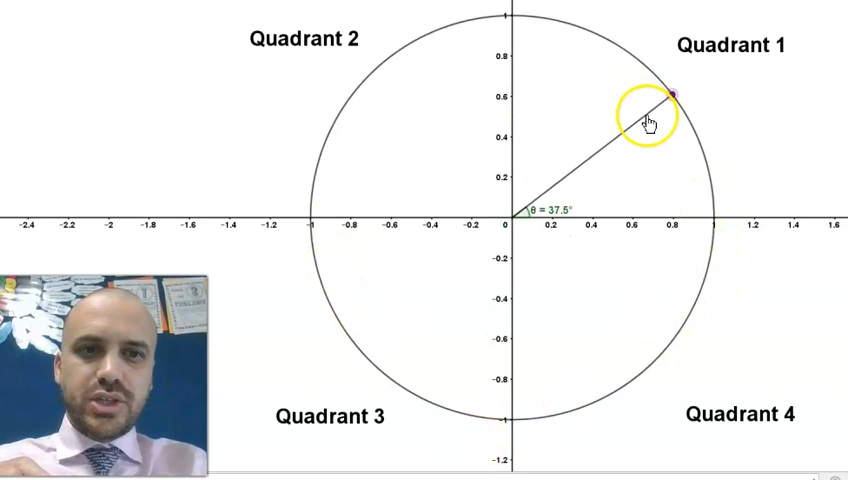 Quadrant 2
Quadrant 1
1
0.8
0.6
0.4
0.2
θ = 37.5°
-2.4 -2.2 -2 -1.8 -1.6 -1.4 -1.2 -1 -0.8 -0.6 -0.4 -0.2 0 0.2 0.4 0.6 0.8 1 1.2 1.4 1.6
-0.2
-0.4
-0.6
-0.8
Quadrant 3
Quadrant 4
-1
-1.2